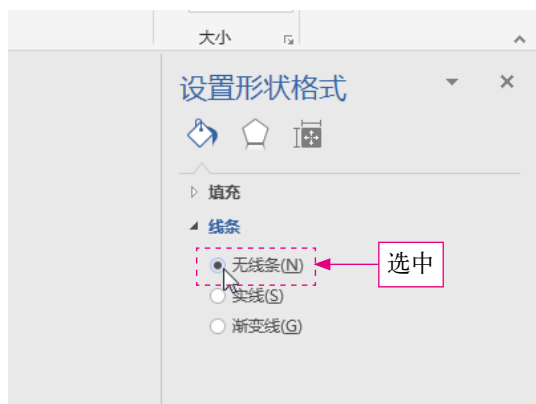 大小
设置形状格式
填充
线条
无线条(N)
选中
实线(S)
渐变线(G)